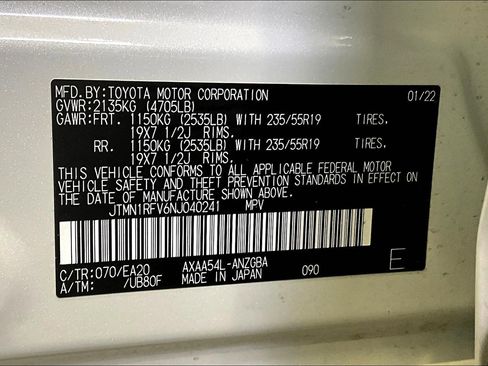 MFD.BY:TOYOTA MOTOR CORPORATION 01/22
GVWR:2135KG (4705LB)
GAWR:FRT. 1150KG (2535LB) WITH 235/55R19 TIRES.
19X7 1/2J RIMS.
RR. 1150KG (2535LB) WITH 235/55R19 TIRES.
19X7 1/2J RIMS.
THIS VEHICLE CONFORMS TO ALL APPLICABLE FEDERAL MOTOR
VEHICLE SAFETY AND THEFT PREVENTION STANDARDS IN EFFECT ON
THE DATE OF MANUFACTURE SHOWN ABOVE.
JTMN1RFV6NJ040241 MPV
C/TR:070/EA20 AXAA54L-ANZGBA
A/TM: /UB80F MADE IN JAPAN 090 E